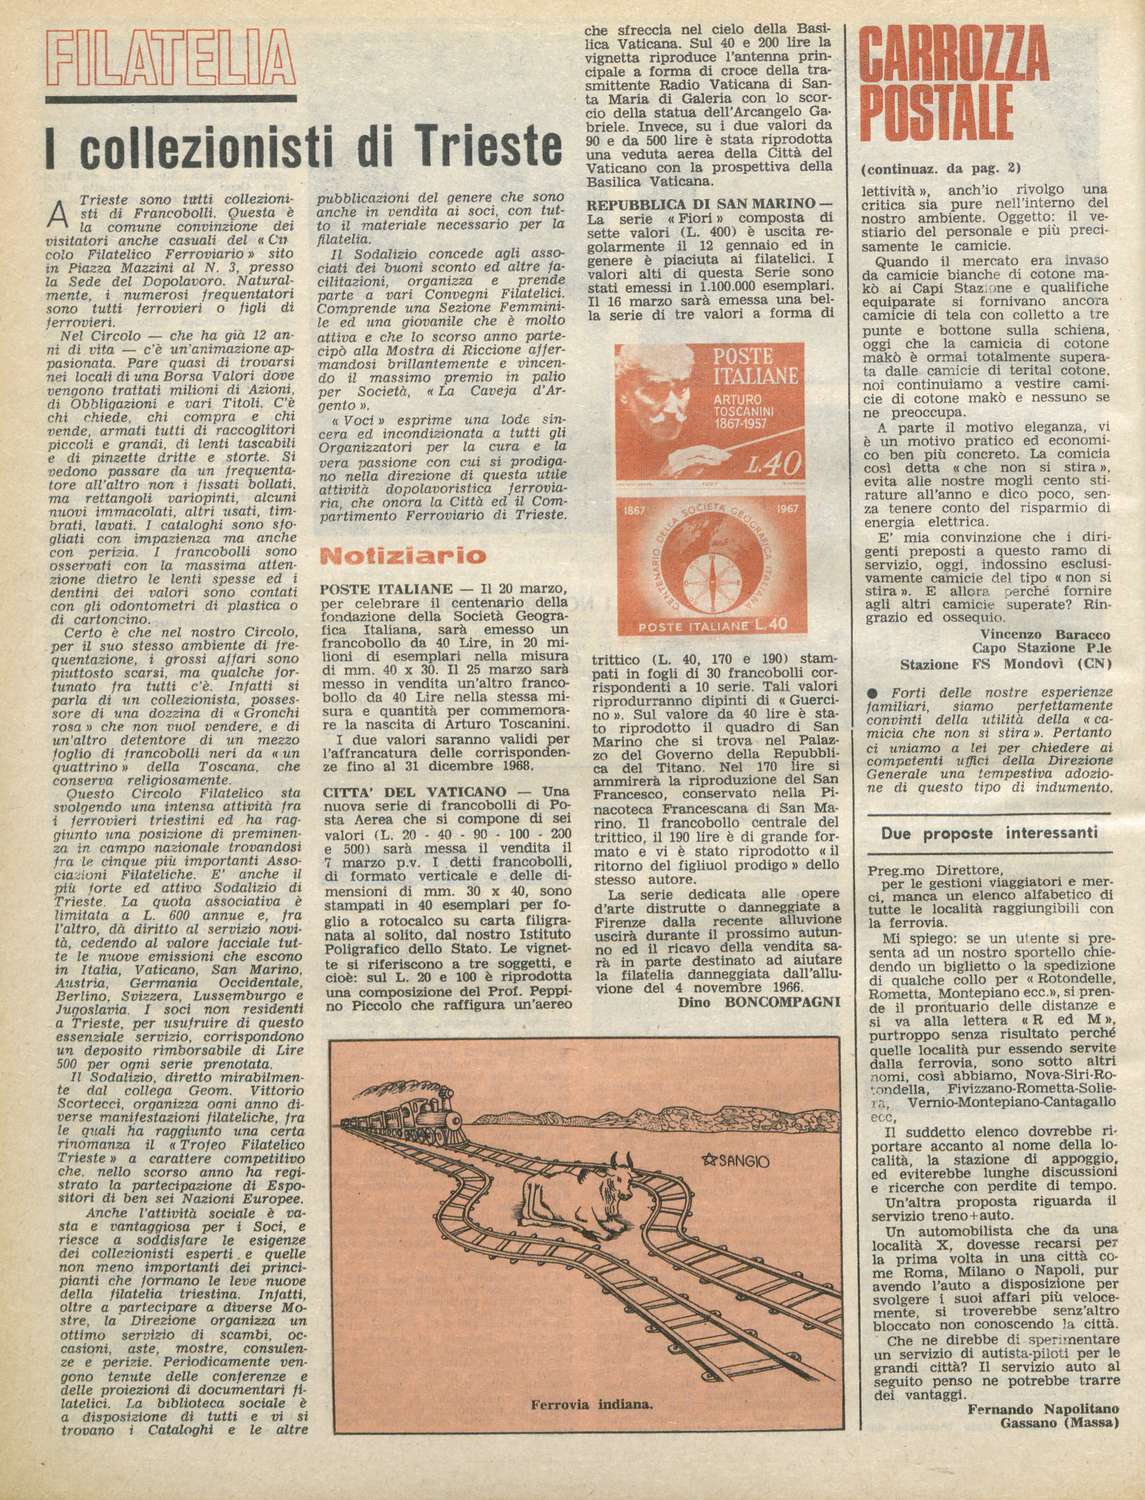 FILATELIA
I collezionisti di Trieste
A Trieste sono tutti collezioni-
sti di Francobolli. Questa è
la comune convinzione dei
visitatori anche casuali del « Cir
colo Filatelico Ferroviario » sito
in Piazza Mazzini al N. 3, presso
la Sede del Dopolavoro. Natural-
mente, i numerosi frequentatori
sono tutti ferrovieri o figli di
ferrovieri.
Nel Circolo — che ha già 12 an-
ni di vita — c'è un'animazione ap-
pasionata. Pare quasi di trovarsi
nei locali di una Borsa Valori dove
vengono trattati milioni di Azioni,
di Obbligazioni e vari Titoli. C'è
chi chiede, chi compra e chi
vende, armati tutti di raccoglitori
piccoli e grandi, di lenti tascabili
e di pinzette dritte e storte. Si
vedono passare da un frequenta-
tore all'altro non i fissati bollati,
ma rettangoli variopinti, alcuni
nuovi immacolati, altri usati, tim-
brati, lavati. I cataloghi sono sfo-
gliati con impazienza ma anche
con perizia. I francobolli sono
osservati con la massima atten-
zione dietro le lenti spesse ed i
dentini dei valori sono contati
con gli odontometri di plastica o
di cartoncino.
Certo è che nel nostro Circolo,
per il suo stesso ambiente di fre-
quentazione, i grossi affari sono
piuttosto scarsi, ma qualche for-
tunato fra tutti c'è. Infatti si
parla di un collezionista, posses-
sore di una dozzina di « Gronchi
rosa » che non vuol vendere, e di
un'altro detentore di un mezzo
foglio di francobolli neri da « un
quattrino » della Toscana, che
conserva religiosamente.
Questo Circolo Filatelico sta
svolgendo una intensa attività fra
i ferrovieri triestini ed ha rag-
giunto una posizione di preminen-
za in campo nazionale trovandosi
fra le cinque più importanti Asso-
ciazioni Filateliche. E' anche il
più forte ed attivo Sodalizio di
Trieste. La quota associativa è
limitata a L. 600 annue e, fra
l'altro, dà diritto al servizio novi-
tà, cedendo al valore facciale tut-
te le nuove emissioni che escono
in Italia, Vaticano, San Marino,
Austria, Germania Occidentale,
Berlino, Svizzera, Lussemburgo e
Jugoslavia. I soci non residenti
a Trieste, per usufruire di questo
essenziale servizio, corrispondono
un deposito rimborsabile di Lire
500 per ogni serie prenotata.
Il Sodalizio, diretto mirabilmen-
te dal collega Geom. Vittorio
Scortecci, organizza ogni anno di-
verse manifestazioni filateliche, fra
le quali ha raggiunto una certa
rinomanza il « Trofeo Filatelico
Trieste » a carattere competitivo
che, nello scorso anno ha regi-
strato la partecipazione di Espo-
sitori di ben sei Nazioni Europee.
Anche l'attività sociale è va-
sta e vantaggiosa per i Soci, e
riesce a soddisfare le esigenze
dei collezionisti esperti e quelle
non meno importanti dei princi-
pianti che formano le leve nuove
della filatelia triestina. Infatti,
oltre a partecipare a diverse Mo-
stre, la Direzione organizza un
ottimo servizio di scambi, oc-
casioni, aste, mostre, consulen-
ze e perizie. Periodicamente ven-
gono tenute delle conferenze e
delle proiezioni di documentari fi-
latelici. La biblioteca sociale è
a disposizione di tutti e vi si
trovano i Cataloghi e le altre
pubblicazioni del genere che sono
anche in vendita ai soci, con tut-
to il materiale necessario per la
filatelia.
Il Sodalizio concede agli asso-
ciati dei buoni sconto ed altre fa-
cilitazioni, organizza e prende
parte a vari Convegni Filatelici.
Comprende una Sezione Femmini-
le ed una giovanile che è molto
attiva e che lo scorso anno parte-
cipò alla Mostra di Riccione affer-
mandosi brillantemente e vincen-
do il massimo premio in palio
per Società, « La Caveja d'Ar-
gento ».
« Voci » esprime una lode sin-
cera ed incondizionata a tutti gli
Organizzatori per la cura e la
vera passione con cui si prodiga-
no nella direzione di questa utile
attività dopolavoristica ferrovia-
ria, che onora la Città ed il Com-
partimento Ferroviario di Trieste.
Notiziario
POSTE ITALIANE — Il 20 marzo,
per celebrare il centenario della
fondazione della Società Geogra-
fica Italiana, sarà emesso un
francobollo da 40 Lire, in 20 mi-
lioni di esemplari nella misura
di mm. 40 x 30. Il 25 marzo sarà
messo in vendita un'altro franco-
bollo da 40 Lire nella stessa mi-
sura e quantità per commemora-
re la nascita di Arturo Toscanini.
I due valori saranno validi per
l'affrancatura delle corrisponden-
ze fino al 31 dicembre 1968.
CITTA' DEL VATICANO — Una
nuova serie di francobolli di Po-
sta Aerea che si compone di sei
valori (L. 20 - 40 - 90 - 100 - 200
e 500) sarà messa il vendita il
7 marzo p.v. I detti francobolli,
di formato verticale e delle di-
mensioni di mm. 30 x 40, sono
stampati in 40 esemplari per fo-
glio a rotocalco su carta filigra-
nata al solito, dal nostro Istituto
Poligrafico dello Stato. Le vignet-
te si riferiscono a tre soggetti, e
cioè: sul L. 20 e 100 è riprodotta
una composizione del Prof. Peppi-
no Piccolo che raffigura un'aereo
che sfreccia nel cielo della Basi-
lica Vaticana. Sul 40 e 200 lire la
vignetta riproduce l'antenna prin-
cipale a forma di croce della tra-
smittente Radio Vaticana di San-
ta Maria di Galeria con lo scor-
cio della statua dell'Arcangelo Ga-
briele. Invece, su i due valori da
90 e da 500 lire è stata riprodotta
una veduta aerea della Città del
Vaticano con la prospettiva della
Basilica Vaticana.
REPUBBLICA DI SAN MARINO —
La serie « Fiori » composta di
sette valori (L. 400) è uscita re-
golarmente il 12 gennaio ed in
genere è piaciuta ai filatelici. I
valori alti di questa Serie sono
stati emessi in 1.100.000 esemplari.
Il 16 marzo sarà emessa una bel-
la serie di tre valori a forma di
POSTE
ITALIANE
ARTURO
TOSCANINI
1867-1957
L.40
1867
1967
CENTENARIO DELLA SOCIETÀ GEOGRAFICA ITALIANA
POSTE ITALIANE L.40
trittico (L. 40, 170 e 190) stam-
pati in fogli di 30 francobolli cor-
rispondenti a 10 serie. Tali valori
riprodurranno dipinti di « Guerci-
no ». Sul valore da 40 lire è sta-
to riprodotto il quadro di San
Marino che si trova nel Palaz-
zo del Governo della Repubbli-
ca del Titano. Nel 170 lire si
ammirerà la riproduzione del San
Francesco, conservato nella Pi-
nacoteca Francescana di San Ma-
rino. Il francobollo centrale del
trittico, il 190 lire è di grande for-
mato e vi è stato riprodotto « il
ritorno del figliuol prodigo » dello
stesso autore.
La serie dedicata alle opere
d'arte distrutte o danneggiate a
Firenze dalla recente alluvione
uscirà durante il prossimo autun-
no ed il ricavo della vendita sa-
rà in parte destinato ad aiutare
la filatelia danneggiata dall'allu-
vione del 4 novembre 1966.
Dino BONCOMPAGNI
SANGIO
Ferrovia indiana.
CARROZZA
POSTALE
(continuaz. da pag. 2)
lettività », anch'io rivolgo una
critica sia pure nell'interno del
nostro ambiente. Oggetto: il ve-
stiario del personale e più preci-
samente le camicie.
Quando il mercato era invaso
da camicie bianche di cotone ma-
kò ai Capi Stazione e qualifiche
equiparate si fornivano ancora
camicie di tela con colletto a tre
punte e bottone sulla schiena,
oggi che la camicia di cotone
makò è ormai totalmente supera-
ta dalle camicie di terital cotone,
noi continuiamo a vestire cami-
cie di cotone makò e nessuno se
ne preoccupa.
A parte il motivo eleganza, vi
è un motivo pratico ed economi-
co ben più concreto. La comicia
così detta « che non si stira »,
evita alle nostre mogli cento sti-
rature all'anno e dico poco, sen-
za tenere conto del risparmio di
energia elettrica.
E' mia convinzione che i di-
rigenti preposti a questo ramo di
servizio, oggi, indossino esclusi-
vamente camicie del tipo « non si
stira ». E allora perché fornire
agli altri camicie superate? Rin-
grazio ed ossequio.
Vincenzo Baracco
Capo Stazione P.le
Stazione FS Mondovì (CN)
● Forti delle nostre esperienze
familiari, siamo perfettamente
convinti della utilità della « ca-
micia che non si stira ». Pertanto
ci uniamo a lei per chiedere ai
competenti uffici della Direzione
Generale una tempestiva adozio-
ne di questo tipo di indumento.
Due proposte interessanti
Preg.mo Direttore,
per le gestioni viaggiatori e mer-
ci, manca un elenco alfabetico di
tutte le località raggiungibili con
la ferrovia.
Mi spiego: se un utente si pre-
senta ad un nostro sportello chie-
dendo un biglietto o la spedizione
di qualche collo per « Rotondelle,
Rometta, Montepiano ecc.», si pren-
de il prontuario delle distanze e
si va alla lettera « R ed M »,
purtroppo senza risultato perché
quelle località pur essendo servite
dalla ferrovia, sono sotto altri
nomi, così abbiamo, Nova-Siri-Ro-
tondella, Fivizzano-Rometta-Solie-
ra, Vernio-Montepiano-Cantagallo
ecc,
Il suddetto elenco dovrebbe ri-
portare accanto al nome della lo-
calità, la stazione di appoggio,
ed eviterebbe lunghe discussioni
e ricerche con perdite di tempo.
Un'altra proposta riguarda il
servizio treno+auto.
Un automobilista che da una
località X, dovesse recarsi per
la prima volta in una città co-
me Roma, Milano o Napoli, pur
avendo l'auto a disposizione per
svolgere i suoi affari più veloce-
mente, si troverebbe senz'altro
bloccato non conoscendo la città.
Che ne direbbe di sperimentare
un servizio di autista-piloti per le
grandi città? Il servizio auto al
seguito penso ne potrebbe trarre
dei vantaggi.
Fernando Napolitano
Gassano (Massa)